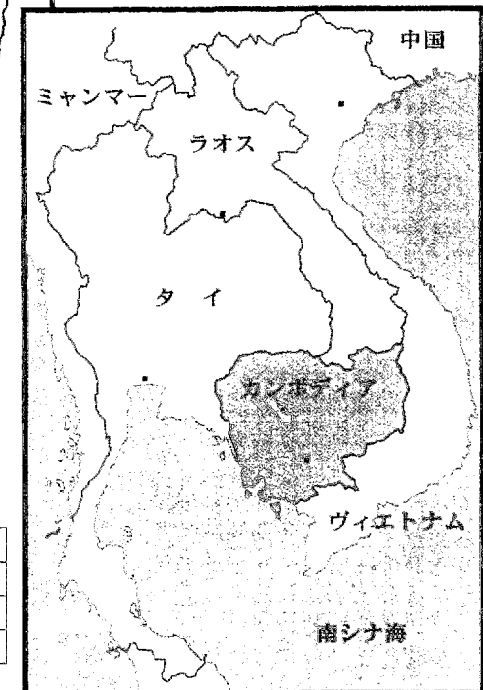 中国
ミャンマー
ラオス
タイ
カンボディア
ヴィエトナム
南シナ海